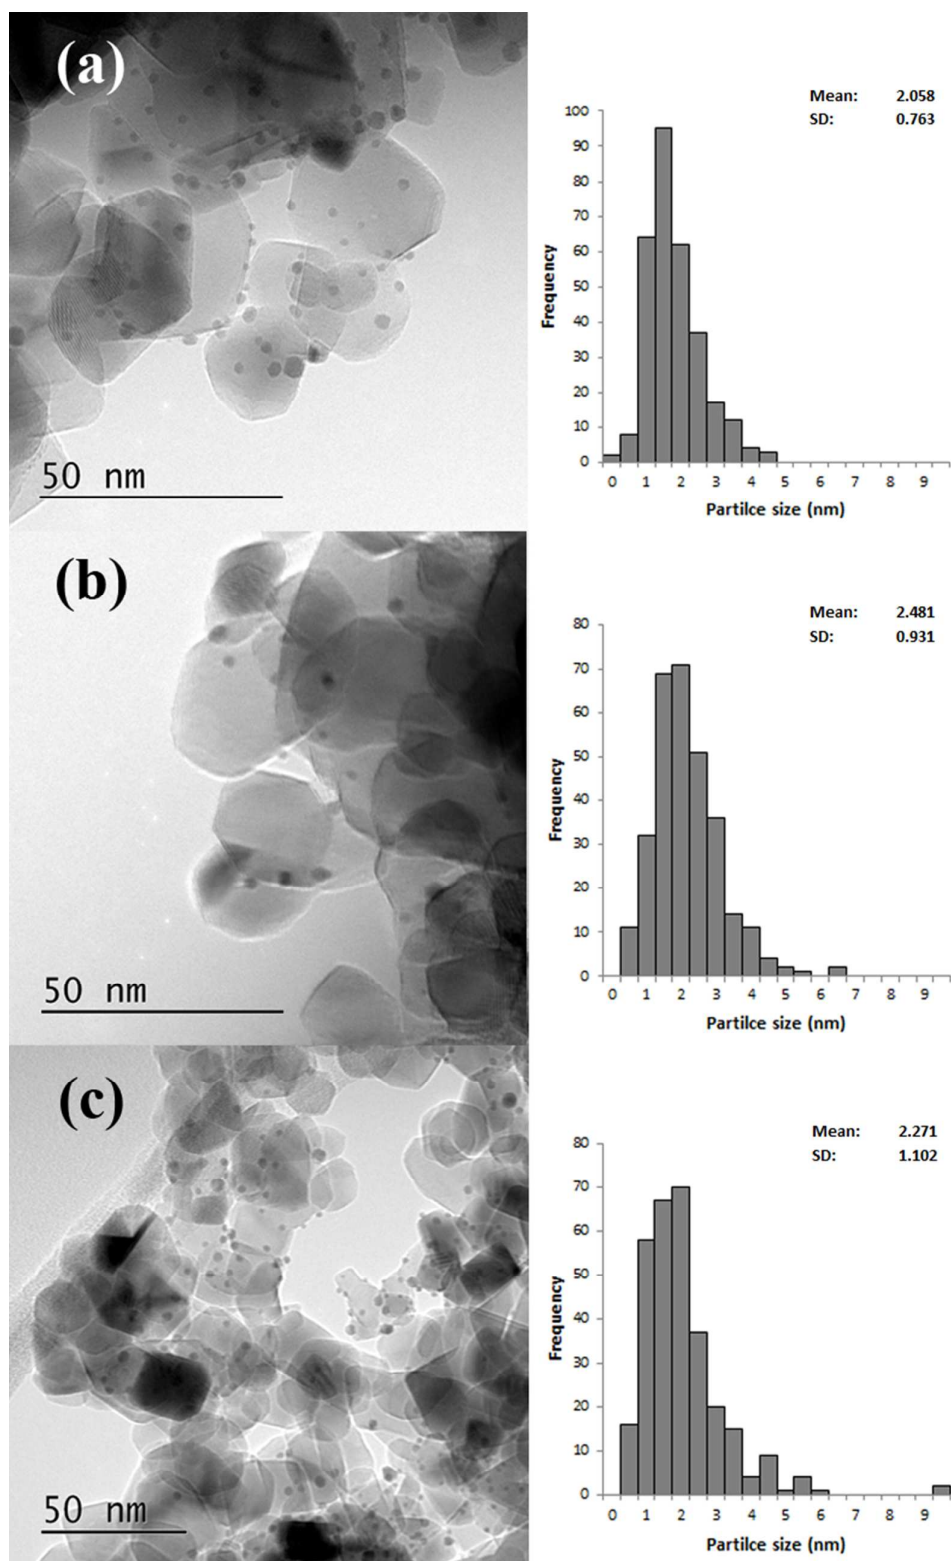 (a)
50 nm
Mean: 2.058
SD: 0.763
Frequency
100
90
80
70
60
50
40
30
20
10
0
0 1 2 3 4 5 6 7 8 9
Partilce size (nm)
(b)
50 nm
Mean: 2.481
SD: 0.931
Frequency
80
70
60
50
40
30
20
10
0
0 1 2 3 4 5 6 7 8 9
Partilce size (nm)
(c)
50 nm
Mean: 2.271
SD: 1.102
Frequency
80
70
60
50
40
30
20
10
0
0 1 2 3 4 5 6 7 8 9
Partilce size (nm)